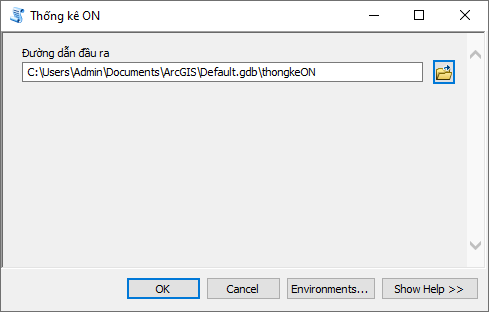 Thống kê ON
Đường dẫn đầu ra
C:\Users\Admin\Documents\ArcGIS\Default.gdb\thongkeON
OK Cancel Environments... Show Help >>